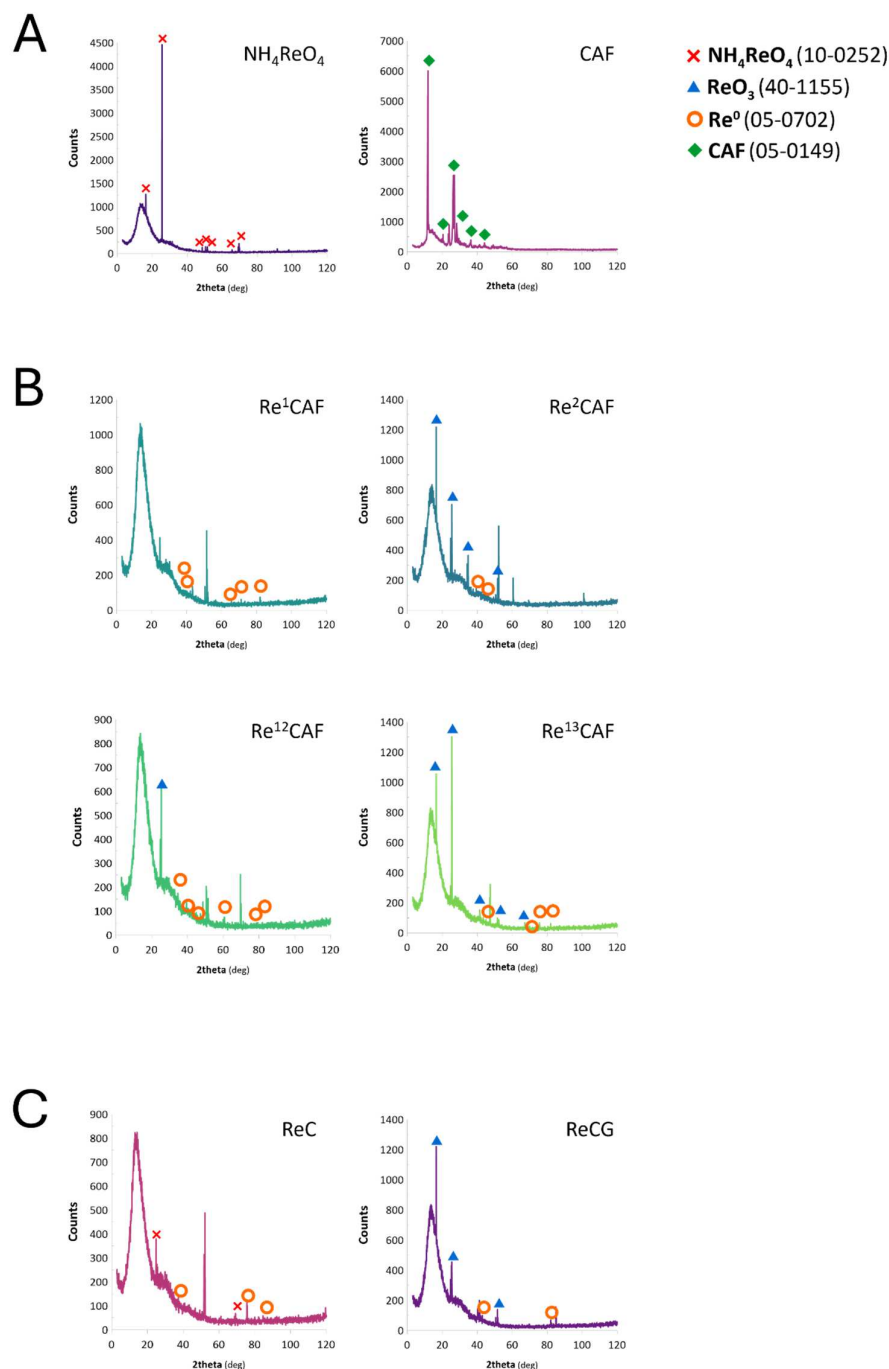 A
NH₄ReO₄
4500
4000
3500
3000
2500
2000
1500
1000
500
0
Counts
0 20 40 60 80 100 120
2theta (deg)
CAF
7000
6000
5000
4000
3000
2000
1000
0
Counts
0 20 40 60 80 100 120
2theta (deg)
NH₄ReO₄ (10-0252)
ReO₃ (40-1155)
Re⁰ (05-0702)
CAF (05-0149)
B
Re¹CAF
1200
1000
800
600
400
200
0
Counts
0 20 40 60 80 100 120
2theta (deg)
Re²CAF
1400
1200
1000
800
600
400
200
0
Counts
0 20 40 60 80 100 120
2theta (deg)
Re¹²CAF
900
800
700
600
500
400
300
200
100
0
Counts
0 20 40 60 80 100 120
2theta (deg)
Re¹³CAF
1400
1200
1000
800
600
400
200
0
Counts
0 20 40 60 80 100 120
2theta (deg)
C
ReC
900
800
700
600
500
400
300
200
100
0
Counts
0 20 40 60 80 100 120
2theta (deg)
ReCG
1400
1200
1000
800
600
400
200
0
Counts
0 20 40 60 80 100 120
2theta (deg)